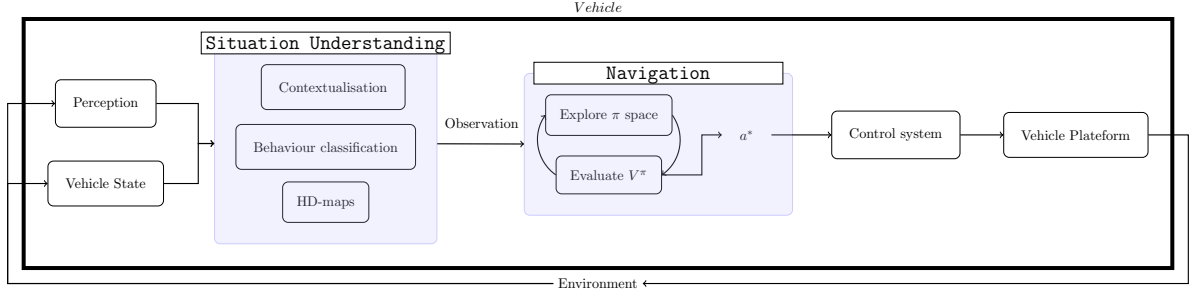 Vehicle
Situation Understanding
Contextualisation
Behaviour classification
HD-maps
Perception
Vehicle State
Observation
Navigation
Explore π space
Evaluate V^π
a*
Control system
Vehicle Plateform
Environment